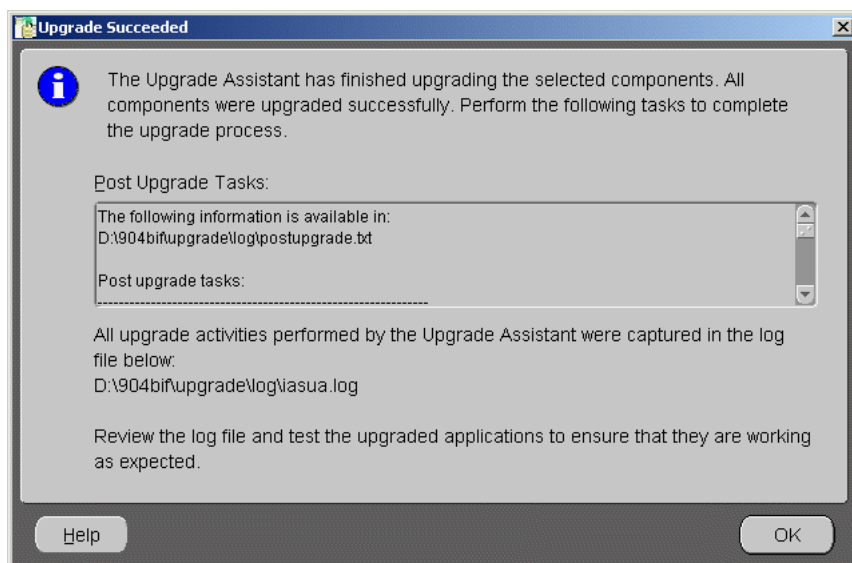 Upgrade Succeeded
The Upgrade Assistant has finished upgrading the selected components. All
components were upgraded successfully. Perform the following tasks to complete
the upgrade process.
Post Upgrade Tasks:
The following information is available in:
D:\904bif\upgrade\log\postupgrade.txt
Post upgrade tasks:
--------------------------------------------------------------
All upgrade activities performed by the Upgrade Assistant were captured in the log
file below:
D:\904bif\upgrade\log\iasua.log
Review the log file and test the upgraded applications to ensure that they are working
as expected.
Help
OK